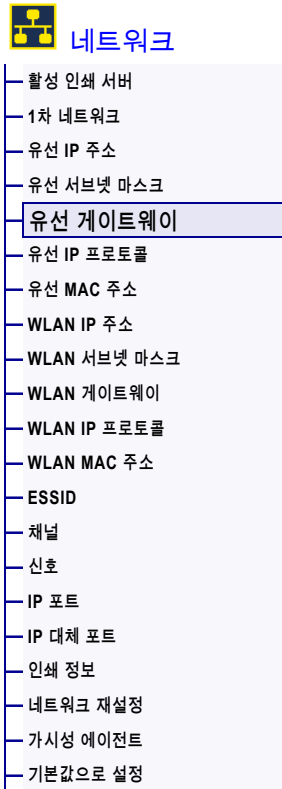 네트워크
활성 인쇄 서버
1차 네트워크
유선 IP 주소
유선 서브넷 마스크
유선 게이트웨이
유선 IP 프로토콜
유선 MAC 주소
WLAN IP 주소
WLAN 서브넷 마스크
WLAN 게이트웨이
WLAN IP 프로토콜
WLAN MAC 주소
ESSID
채널
신호
IP 포트
IP 대체 포트
인쇄 정보
네트워크 재설정
가시성 에이전트
기본값으로 설정